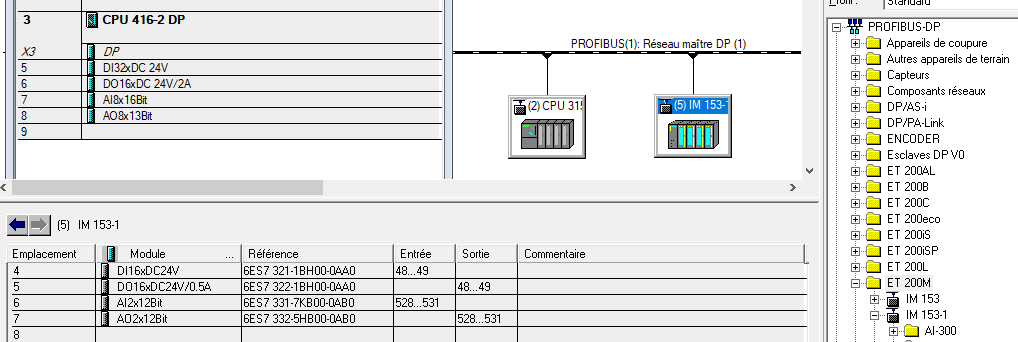 Profil :
Standard
3 CPU 416-2 DP
X3 DP
5 DI32xDC 24V
6 DO16xDC 24V/2A
7 AI8x16Bit
8 AO8x13Bit
9
PROFIBUS(1): Réseau maître DP (1)
(2) CPU 315
(5) IM 153-1
PROFIBUS-DP
Appareils de coupure
Autres appareils de terrain
Capteurs
Composants réseaux
DP/AS-i
DP/PA-Link
ENCODER
Esclaves DP V0
ET 200AL
ET 200B
ET 200C
ET 200eco
ET 200iS
ET 200iSP
ET 200L
ET 200M
IM 153
IM 153-1
AI-300
(5) IM 153-1
Emplacement Module ... Référence Entrée Sortie Commentaire
4 DI16xDC24V 6ES7 321-1BH00-0AA0 48...49
5 DO16xDC24V/0.5A 6ES7 322-1BH00-0AA0 48...49
6 AI2x12Bit 6ES7 331-7KB00-0AB0 528...531
7 AO2x12Bit 6ES7 332-5HB00-0AB0 528...531
8